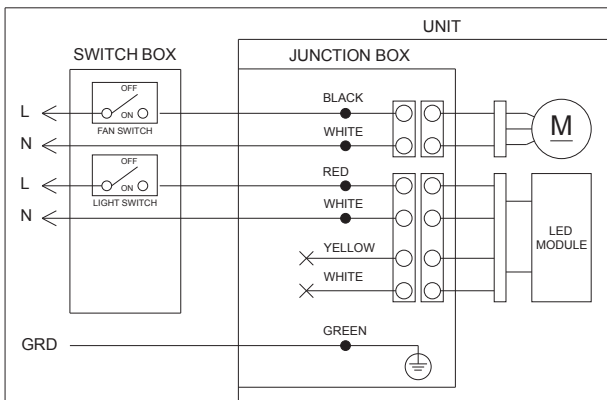 UNIT
SWITCH BOX
JUNCTION BOX
OFF
L
ON
BLACK
FAN SWITCH
N
WHITE
M
OFF
L
ON
RED
LIGHT SWITCH
N
WHITE
YELLOW
LED
MODULE
WHITE
GRD
GREEN